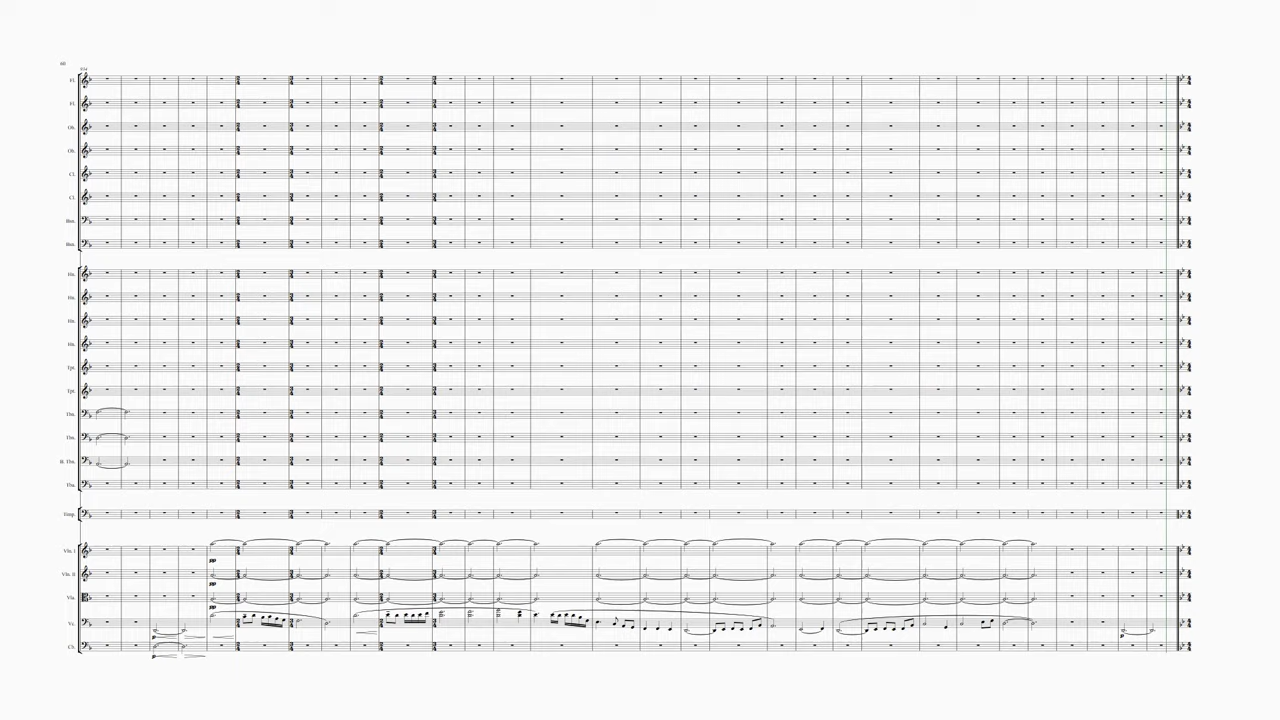 Fl.
Fl.
Ob.
Ob.
Cl.
Cl.
Bsn.
Bsn.
Hn.
Hn.
Hn.
Hn.
Tpt.
Tpt.
Tbn.
Tbn.
B. Tbn.
Tba.
Timp.
Vln. I
pp
Vln. II
pp
Vla.
pp
Vc.
p
p
Cb.
p